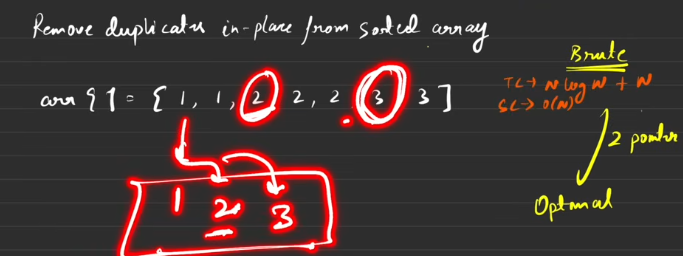 Remove duplicates in-place from sorted array
Brute
TC → N log N + N
SC → O(N)
arr [] = { 1, 1, 2 2, 2, 3 3 ]
2 pointer
1 2 3
Optimal